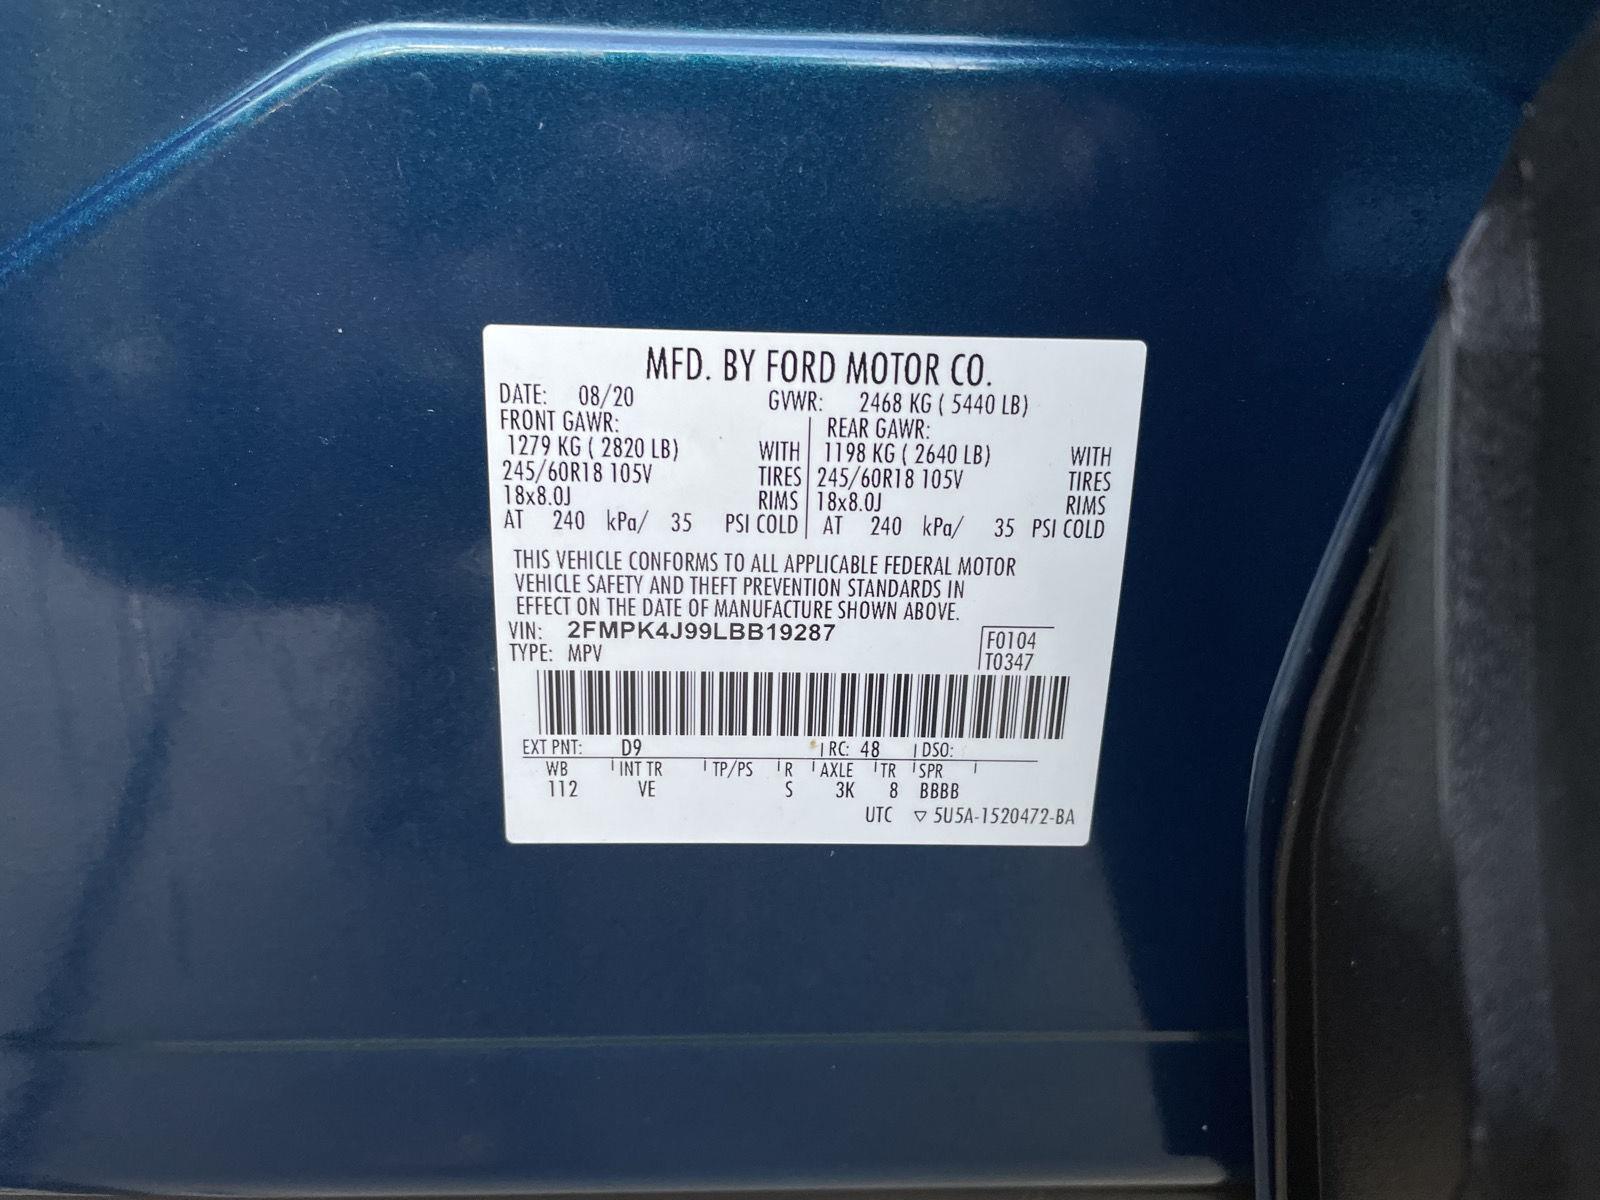 MFD. BY FORD MOTOR CO.
DATE: 08/20 GVWR: 2468 KG ( 5440 LB)
FRONT GAWR: REAR GAWR:
1279 KG ( 2820 LB) WITH 1198 KG ( 2640 LB) WITH
245/60R18 105V TIRES 245/60R18 105V TIRES
18x8.0J RIMS 18x8.0J RIMS
AT 240 kPa/ 35 PSI COLD AT 240 kPa/ 35 PSI COLD
THIS VEHICLE CONFORMS TO ALL APPLICABLE FEDERAL MOTOR
VEHICLE SAFETY AND THEFT PREVENTION STANDARDS IN
EFFECT ON THE DATE OF MANUFACTURE SHOWN ABOVE.
VIN: 2FMPK4J99LBB19287 F0104
TYPE: MPV T0347
EXT PNT: D9 RC: 48 DSO:
WB INT TR TP/PS R AXLE TR SPR
112 VE S 3K 8 BBBB
UTC ▽ 5U5A-1520472-BA